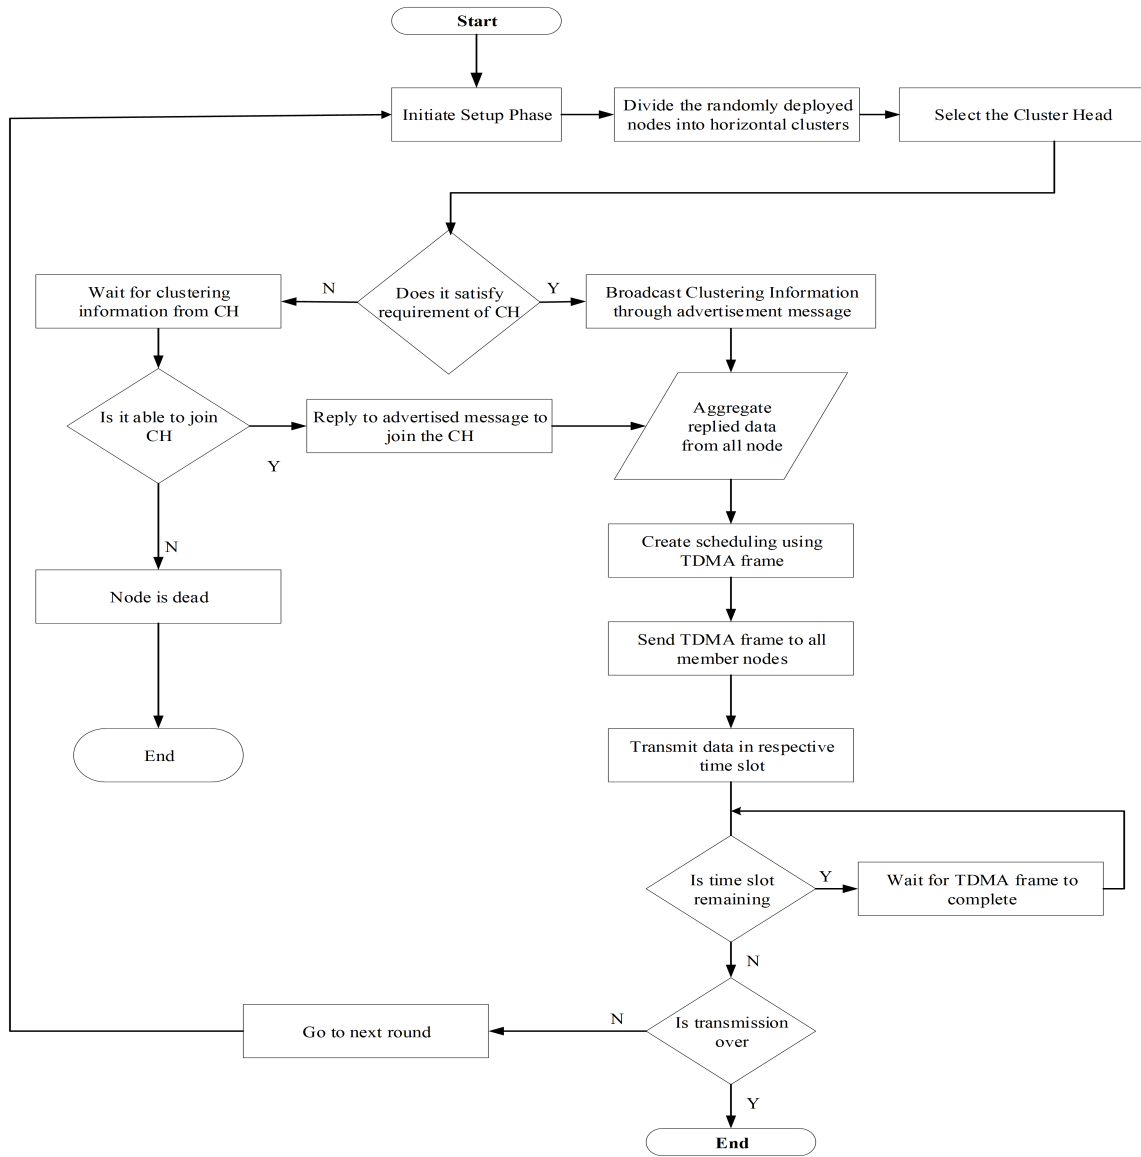 Start
Initiate Setup Phase
Divide the randomly deployed
nodes into horizontal clusters
Select the Cluster Head
Does it satisfy
requirement of CH
N
Y
Wait for clustering
information from CH
Broadcast Clustering Information
through advertisement message
Is it able to join
CH
Y
Reply to advertised message to
join the CH
Aggregate
replied data
from all node
N
Node is dead
End
Create scheduling using
TDMA frame
Send TDMA frame to all
member nodes
Transmit data in respective
time slot
Is time slot
remaining
Y
Wait for TDMA frame to
complete
N
Is transmission
over
N
Go to next round
Y
End